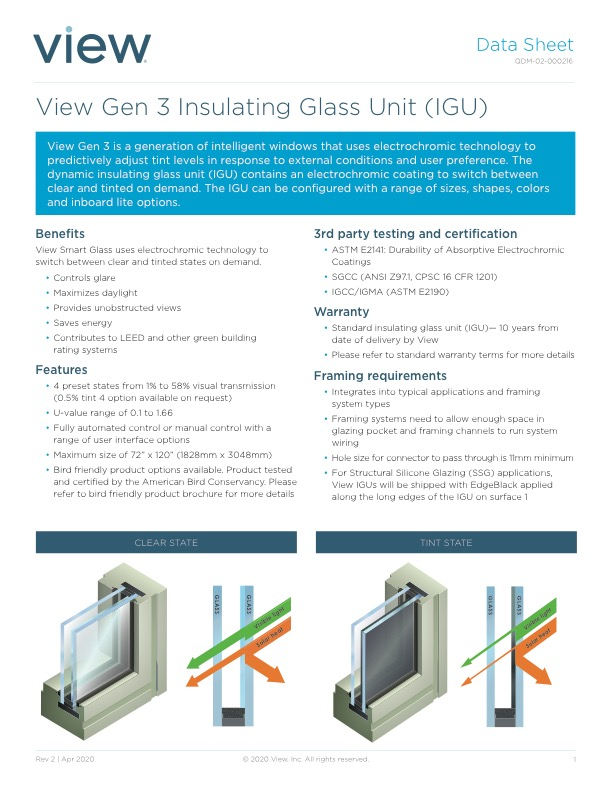 view
Data Sheet
QDM-02-000216
View Gen 3 Insulating Glass Unit (IGU)
View Gen 3 is a generation of intelligent windows that uses electrochromic technology to
predictively adjust tint levels in response to external conditions and user preference. The
dynamic insulating glass unit (IGU) contains an electrochromic coating to switch between
clear and tinted on demand. The IGU can be configured with a range of sizes, shapes, colors
and inboard lite options.
Benefits
View Smart Glass uses electrochromic technology to
switch between clear and tinted states on demand.
• Controls glare
• Maximizes daylight
• Provides unobstructed views
• Saves energy
• Contributes to LEED and other green building
rating systems
Features
• 4 preset states from 1% to 58% visual transmission
(0.5% tint 4 option available on request)
• U-value range of 0.1 to 1.66
• Fully automated control or manual control with a
range of user interface options
• Maximum size of 72” x 120” (1828mm x 3048mm)
• Bird friendly product options available. Product tested
and certified by the American Bird Conservancy. Please
refer to bird friendly product brochure for more details
3rd party testing and certification
• ASTM E2141: Durability of Absorptive Electrochromic
Coatings
• SGCC (ANSI Z97.1, CPSC 16 CFR 1201)
• IGCC/IGMA (ASTM E2190)
Warranty
• Standard insulating glass unit (IGU)— 10 years from
date of delivery by View
• Please refer to standard warranty terms for more details
Framing requirements
• Integrates into typical applications and framing
system types
• Framing systems need to allow enough space in
glazing pocket and framing channels to run system
wiring
• Hole size for connector to pass through is 11mm minimum
• For Structural Silicone Glazing (SSG) applications,
View IGUs will be shipped with EdgeBlack applied
along the long edges of the IGU on surface 1
CLEAR STATE
GLASS
GLASS
Visible light
Solar heat
TINT STATE
GLASS
GLASS
Visible light
Solar heat
Rev 2 | Apr 2020
© 2020 View, Inc. All rights reserved.
1